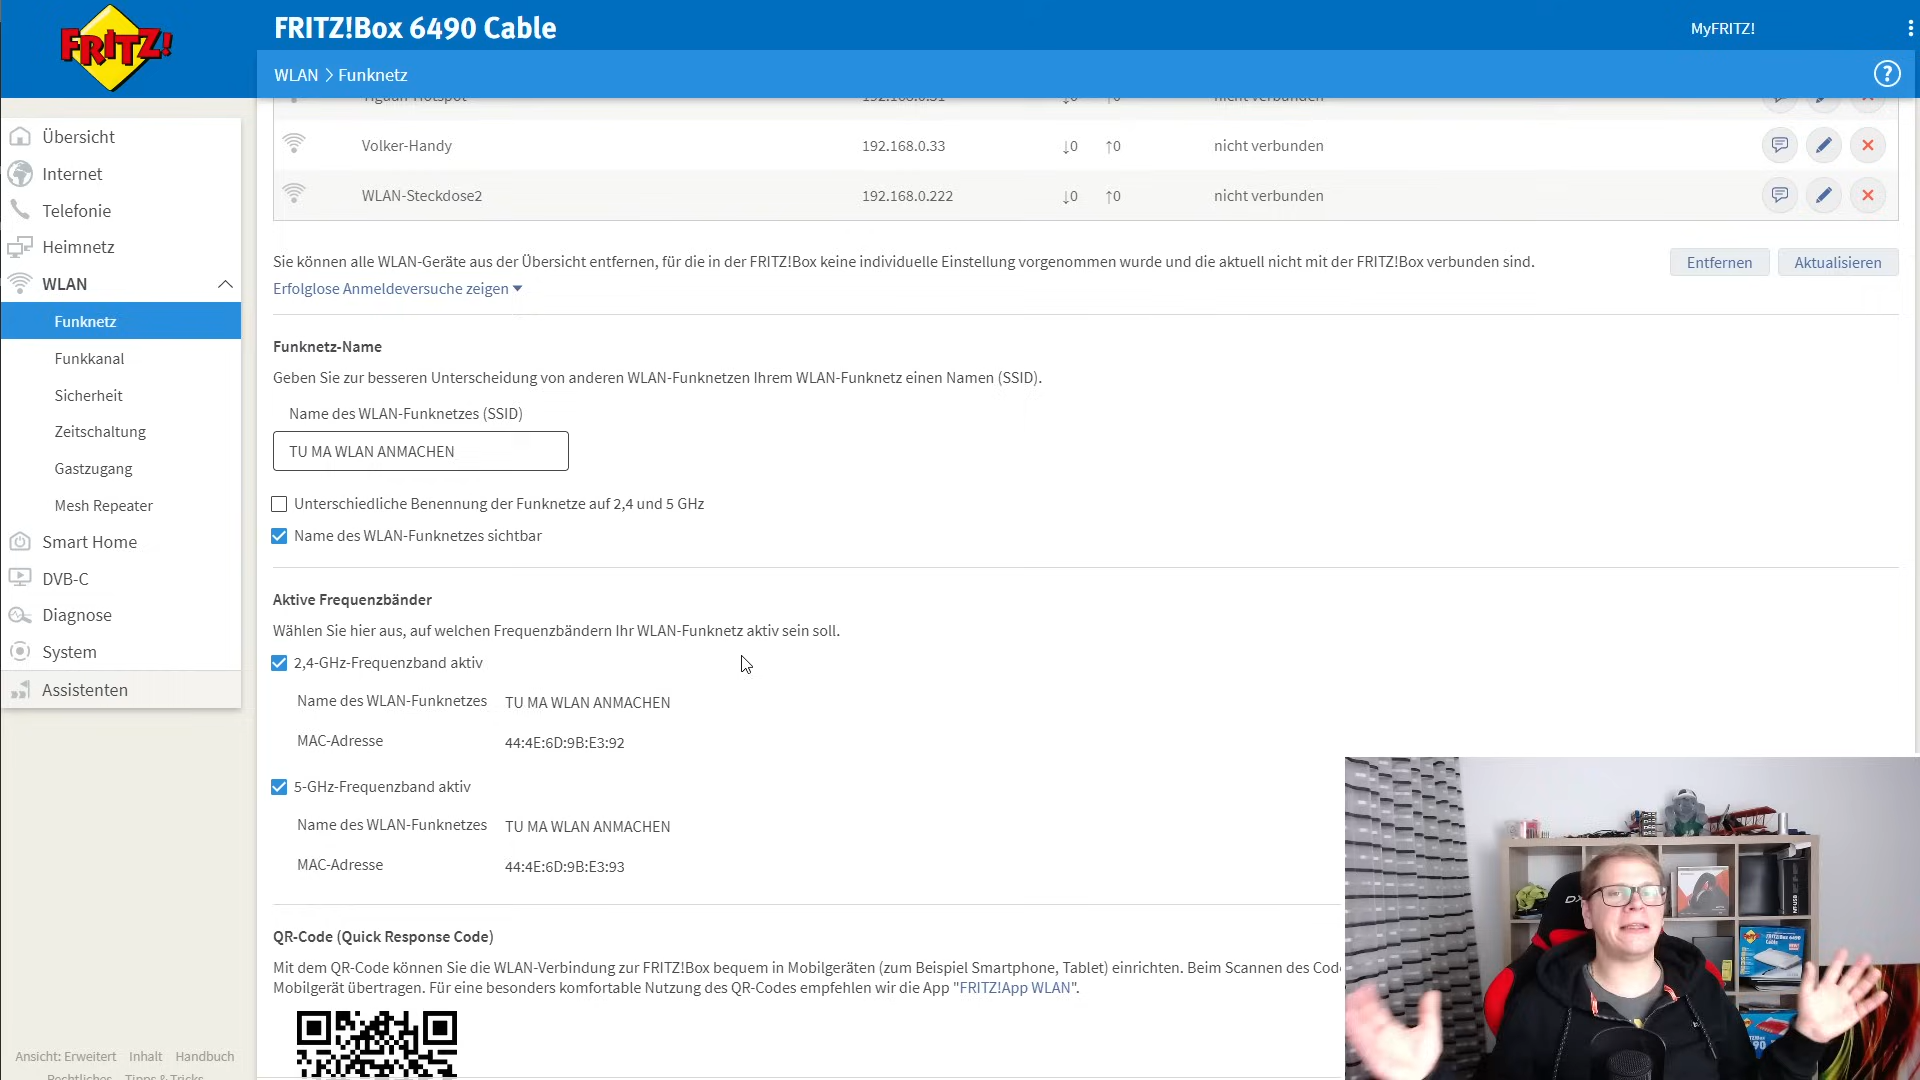 FRITZ!
FRITZ!Box 6490 Cable
MyFRITZ!
WLAN > Funknetz
?
Übersicht
Internet
Telefonie
Heimnetz
WLAN
Funknetz
Funkkanal
Sicherheit
Zeitschaltung
Gastzugang
Mesh Repeater
Smart Home
DVB-C
Diagnose
System
Assistenten
Ansicht: Erweitert Inhalt Handbuch
Rechtliches Tipps & Tricks
Volker-Handy 192.168.0.33 ↓0 ↑0 nicht verbunden
WLAN-Steckdose2 192.168.0.222 ↓0 ↑0 nicht verbunden
Sie können alle WLAN-Geräte aus der Übersicht entfernen, für die in der FRITZ!Box keine individuelle Einstellung vorgenommen wurde und die aktuell nicht mit der FRITZ!Box verbunden sind.
Entfernen Aktualisieren
Erfolglose Anmeldeversuche zeigen
Funknetz-Name
Geben Sie zur besseren Unterscheidung von anderen WLAN-Funknetzen Ihrem WLAN-Funknetz einen Namen (SSID).
Name des WLAN-Funknetzes (SSID)
TU MA WLAN ANMACHEN
Unterschiedliche Benennung der Funknetze auf 2,4 und 5 GHz
Name des WLAN-Funknetzes sichtbar
Aktive Frequenzbänder
Wählen Sie hier aus, auf welchen Frequenzbändern Ihr WLAN-Funknetz aktiv sein soll.
2,4-GHz-Frequenzband aktiv
Name des WLAN-Funknetzes TU MA WLAN ANMACHEN
MAC-Adresse 44:4E:6D:9B:E3:92
5-GHz-Frequenzband aktiv
Name des WLAN-Funknetzes TU MA WLAN ANMACHEN
MAC-Adresse 44:4E:6D:9B:E3:93
QR-Code (Quick Response Code)
Mit dem QR-Code können Sie die WLAN-Verbindung zur FRITZ!Box bequem in Mobilgeräten (zum Beispiel Smartphone, Tablet) einrichten. Beim Scannen des Cod
Mobilgerät übertragen. Für eine besonders komfortable Nutzung des QR-Codes empfehlen wir die App "FRITZ!App WLAN".